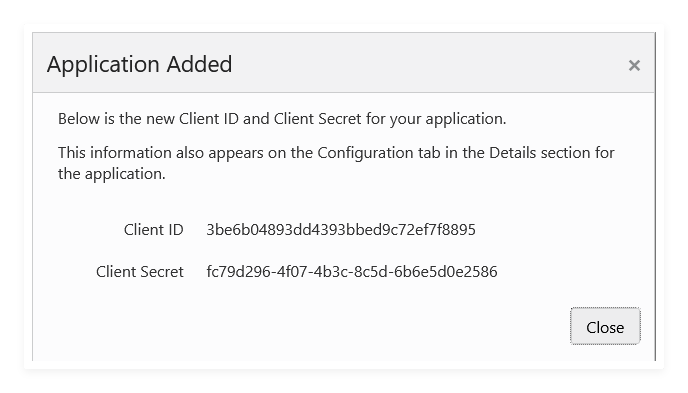 Application Added
×
Below is the new Client ID and Client Secret for your application.
This information also appears on the Configuration tab in the Details section for
the application.
Client ID 3be6b04893dd4393bbed9c72ef7f8895
Client Secret fc79d296-4f07-4b3c-8c5d-6b6e5d0e2586
Close